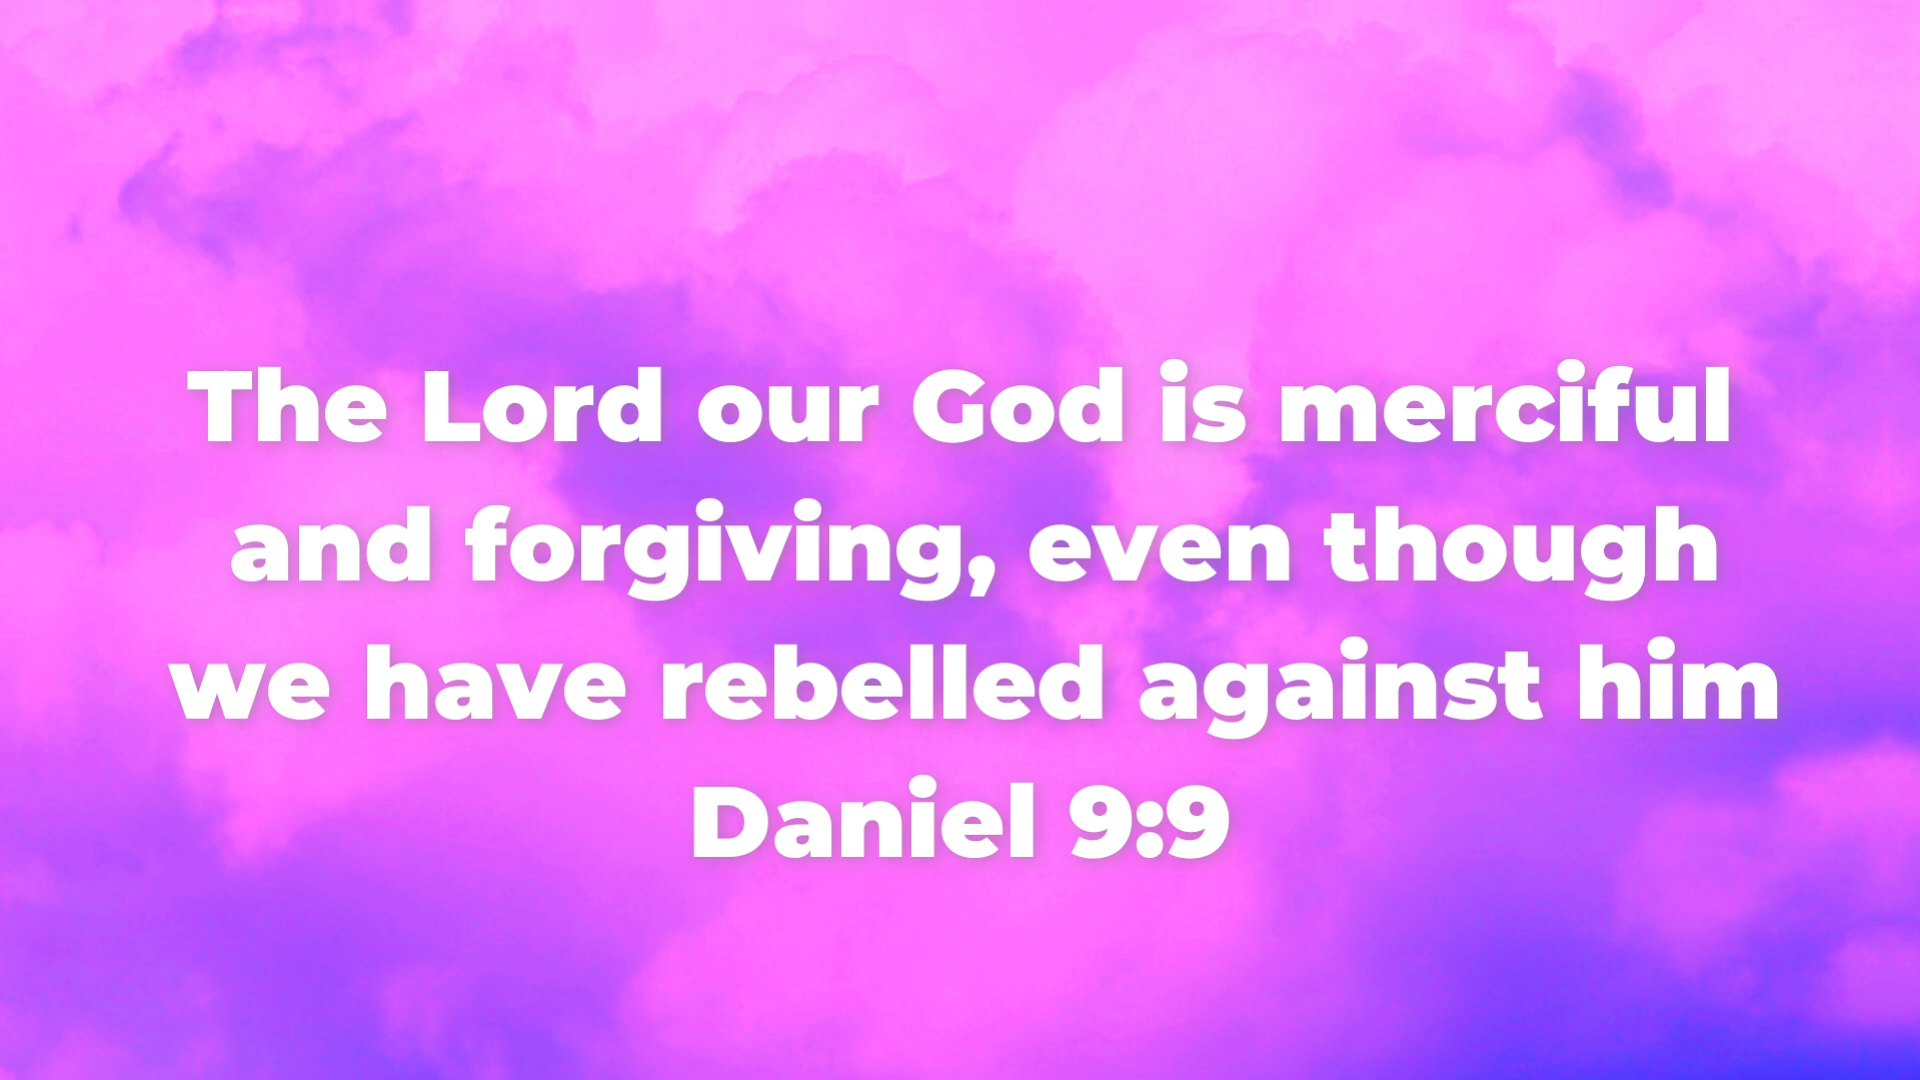 The Lord our God is merciful
and forgiving, even though
we have rebelled against him
Daniel 9:9